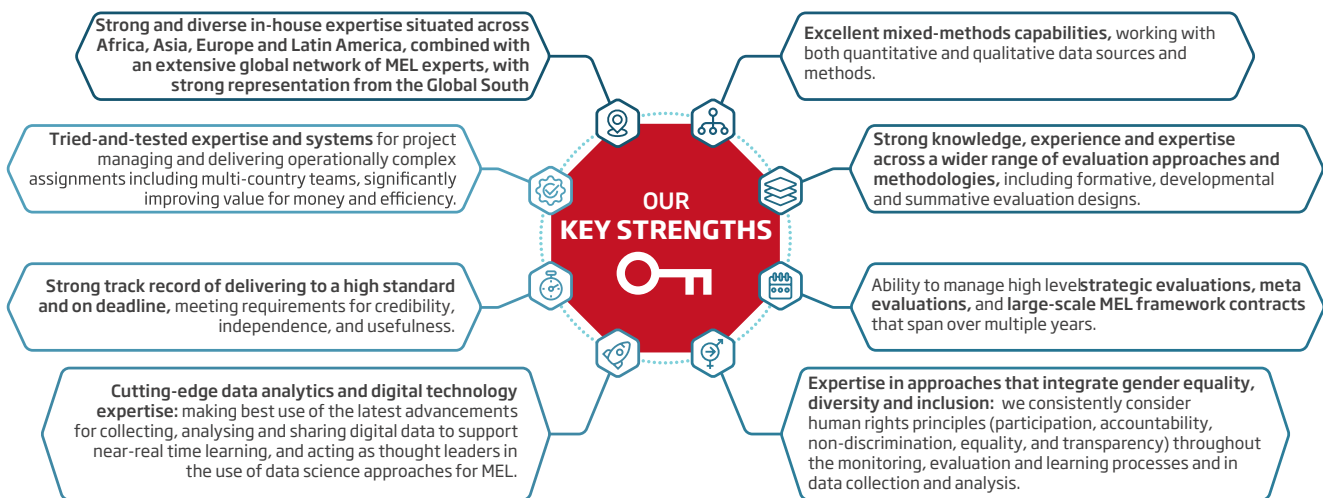 Strong and diverse in-house expertise situated across
Africa, Asia, Europe and Latin America, combined with
an extensive global network of MEL experts, with
strong representation from the Global South
Tried-and-tested expertise and systems for project
managing and delivering operationally complex
assignments including multi-country teams, significantly
improving value for money and efficiency.
Strong track record of delivering to a high standard
and on deadline, meeting requirements for credibility,
independence, and usefulness.
Cutting-edge data analytics and digital technology
expertise: making best use of the latest advancements
for collecting, analysing and sharing digital data to support
near-real time learning, and acting as thought leaders in
the use of data science approaches for MEL.
OUR
KEY STRENGTHS
Excellent mixed-methods capabilities, working with
both quantitative and qualitative data sources and
methods.
Strong knowledge, experience and expertise
across a wider range of evaluation approaches and
methodologies, including formative, developmental
and summative evaluation designs.
Ability to manage high level strategic evaluations, meta
evaluations, and large-scale MEL framework contracts
that span over multiple years.
Expertise in approaches that integrate gender equality,
diversity and inclusion: we consistently consider
human rights principles (participation, accountability,
non-discrimination, equality, and transparency) throughout
the monitoring, evaluation and learning processes and in
data collection and analysis.